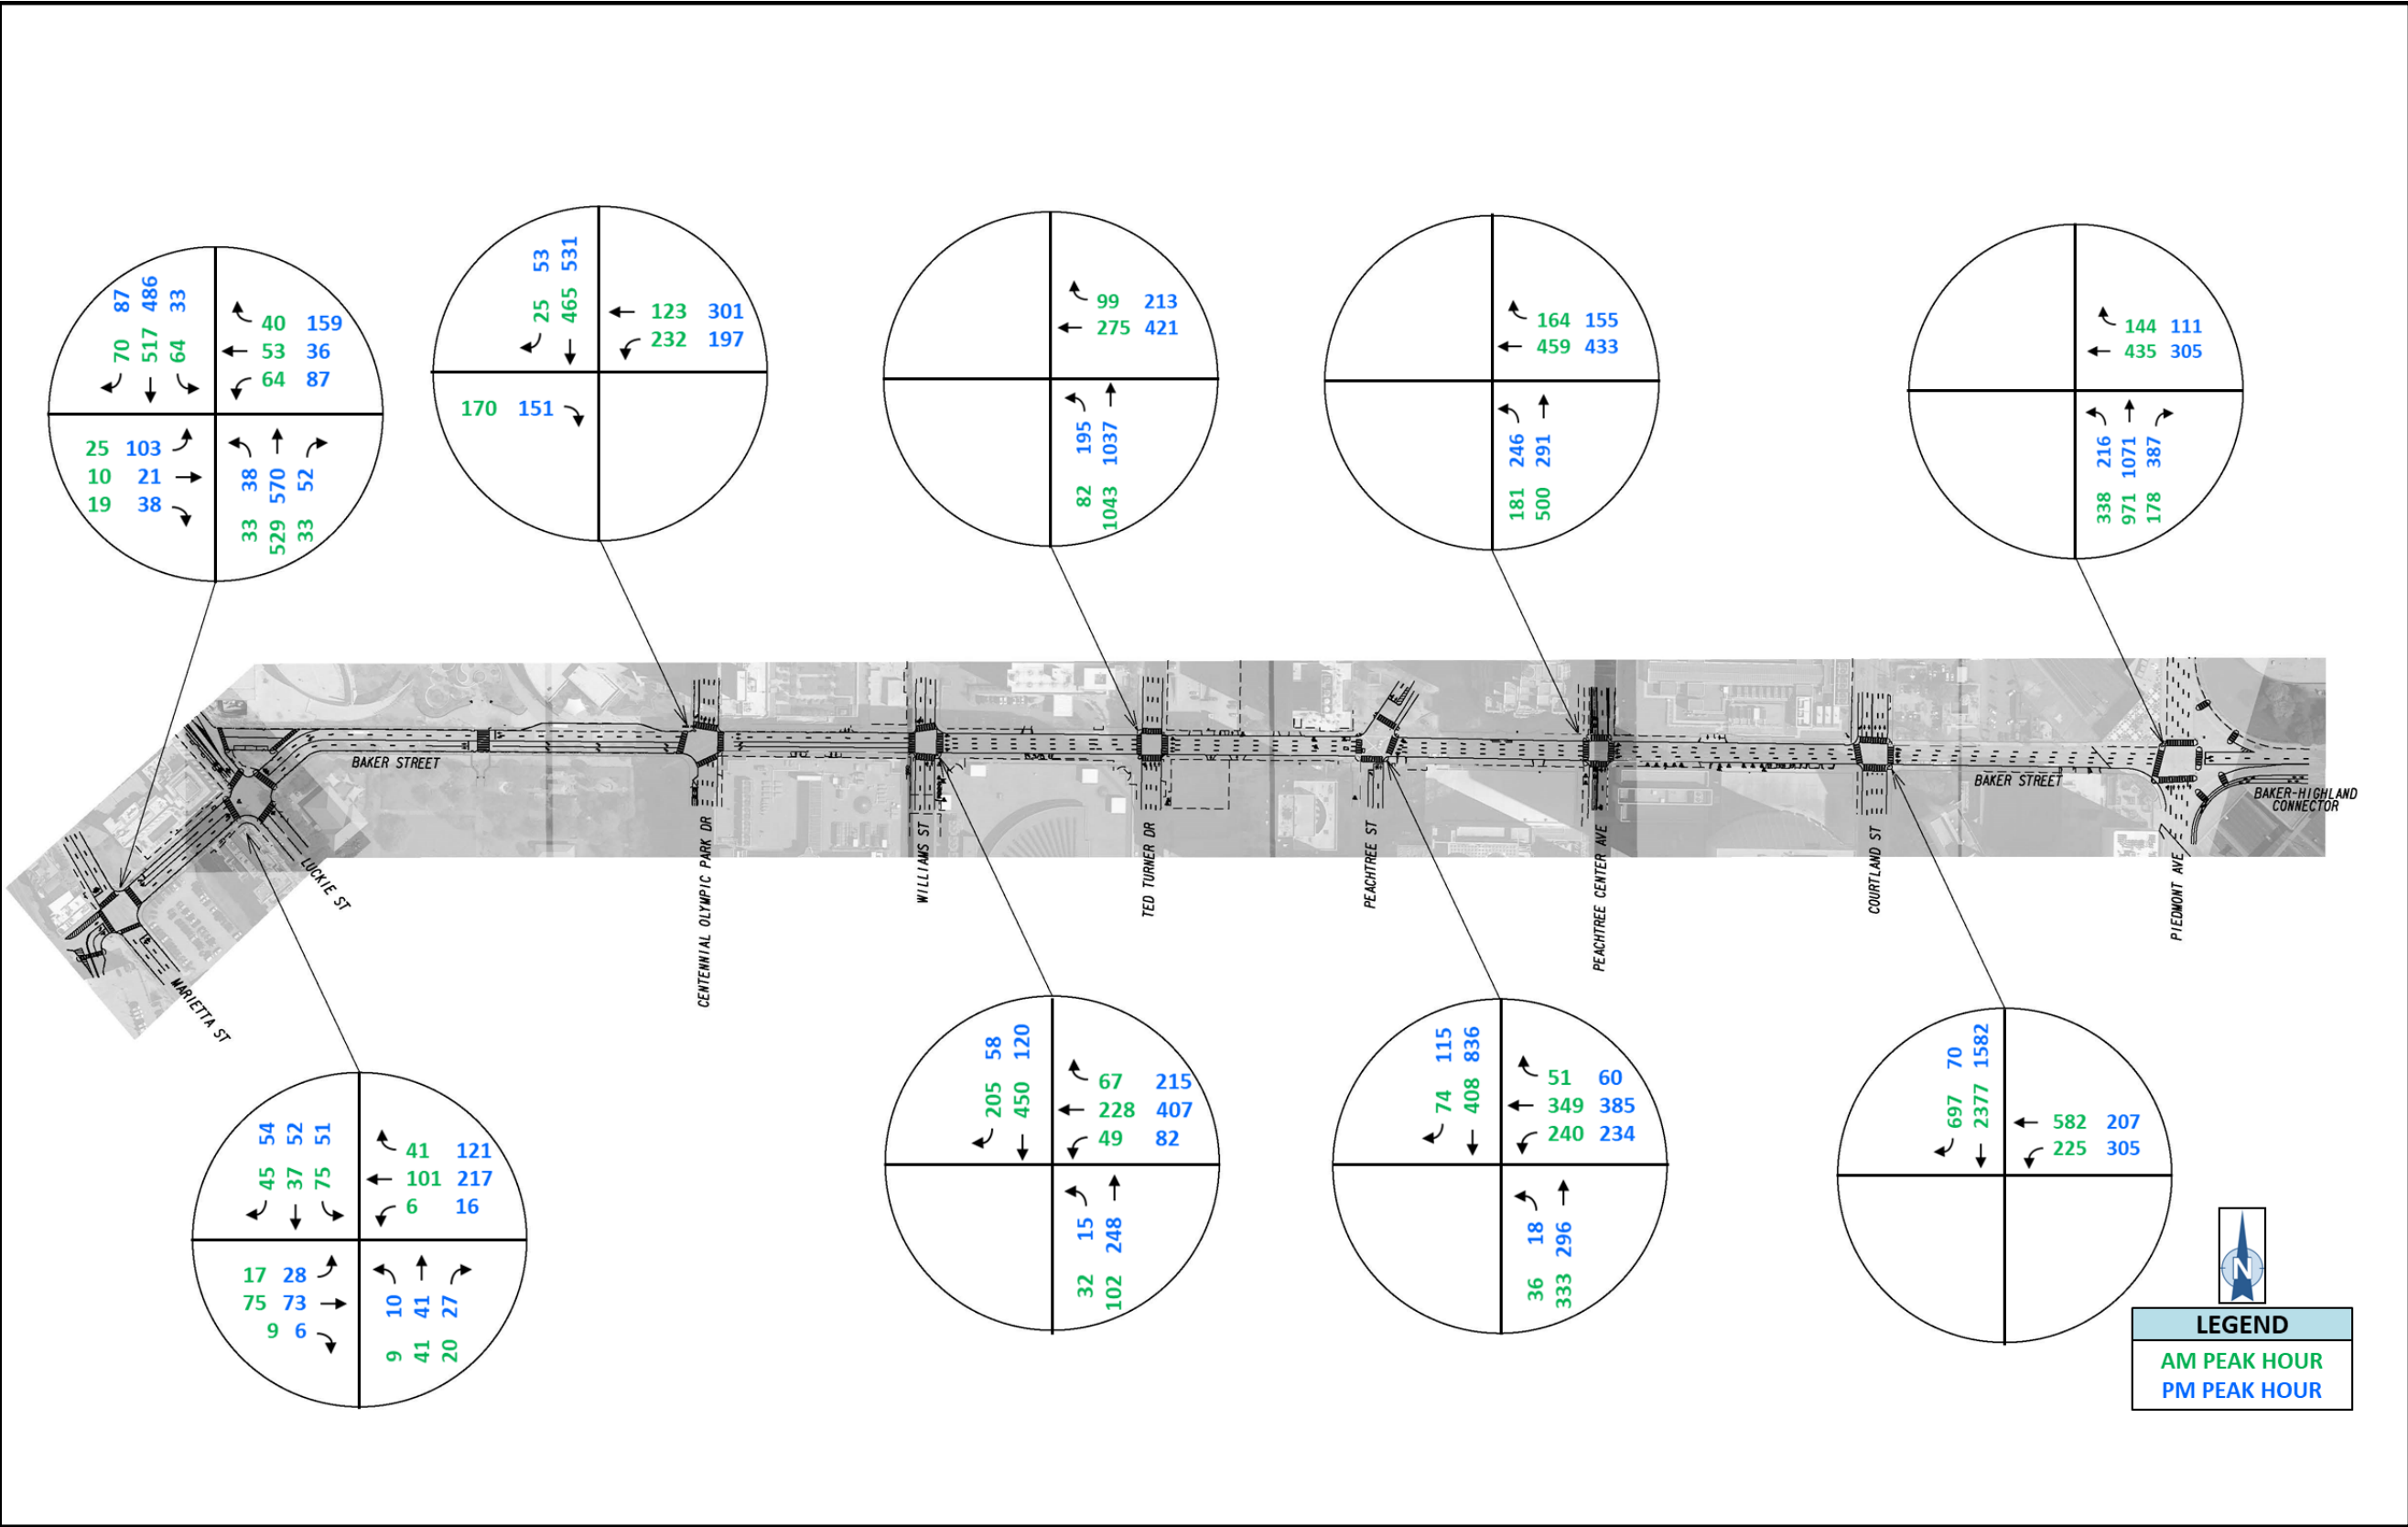 87 486 33
70 517 64
40 159
53 36
64 87
25 103
10 21
19 38
38 570 52
33 529 33
53 531
25 465
123 301
232 197
170 151
99 213
275 421
195 1037
82 1043
164 155
459 433
246 291
181 500
144 111
435 305
216 1071 387
338 971 178
BAKER STREET
BAKER STREET
BAKER-HIGHLAND
CONNECTOR
MARIETTA ST
LUCKIE ST
CENTENNIAL OLYMPIC PARK DR
WILLIAMS ST
TED TURNER DR
PEACHTREE ST
PEACHTREE CENTER AVE
COURTLAND ST
PIEDMONT AVE
54 52 51
45 37 75
41 121
101 217
6 16
17 28
75 73
9 6
10 41 27
9 41 20
58 120
205 450
67 215
228 407
49 82
15 248
32 102
115 836
74 408
51 60
349 385
240 234
18 296
36 333
70 1582
697 2377
582 207
225 305
N
LEGEND
AM PEAK HOUR
PM PEAK HOUR